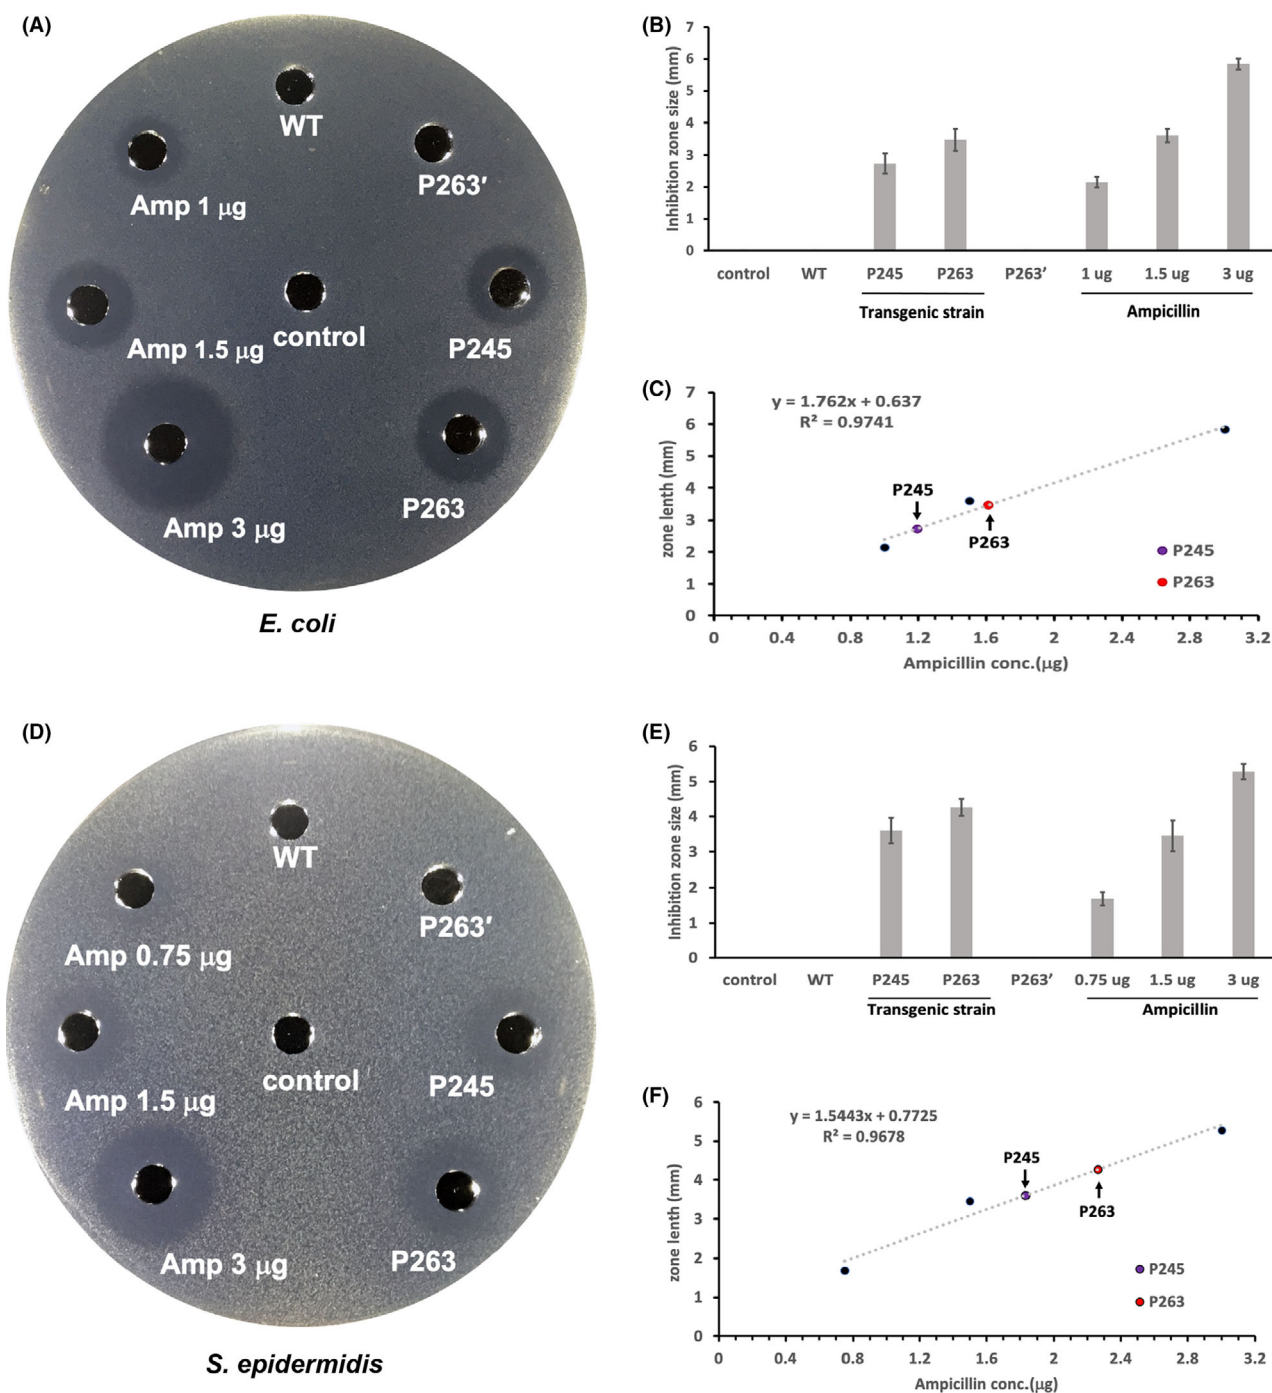 (A)
WT
P263′
Amp 1 μg
control
Amp 1.5 μg
P245
P263
Amp 3 μg
E. coli
(B)
Inhibition zone size (mm)
7
6
5
4
3
2
1
0
control WT P245 P263 P263′ 1 ug 1.5 ug 3 ug
Transgenic strain Ampicillin
(C)
zone lenth (mm)
7
6
5
4
3
2
1
0
y = 1.762x + 0.637
R² = 0.9741
P245
P263
P245
P263
0 0.4 0.8 1.2 1.6 2 2.4 2.8 3.2
Ampicillin conc.(μg)
(D)
WT
P263′
Amp 0.75 μg
control
P245
Amp 1.5 μg
P263
Amp 3 μg
S. epidermidis
(E)
Inhibition zone size (mm)
6
5
4
3
2
1
0
control WT P245 P263 P263′ 0.75 ug 1.5 ug 3 ug
Transgenic strain Ampicillin
(F)
zone lenth (mm)
6
5
4
3
2
1
0
y = 1.5443x + 0.7725
R² = 0.9678
P245
P263
P245
P263
0 0.4 0.8 1.2 1.6 2 2.4 2.8 3.2
Ampicillin conc.(μg)